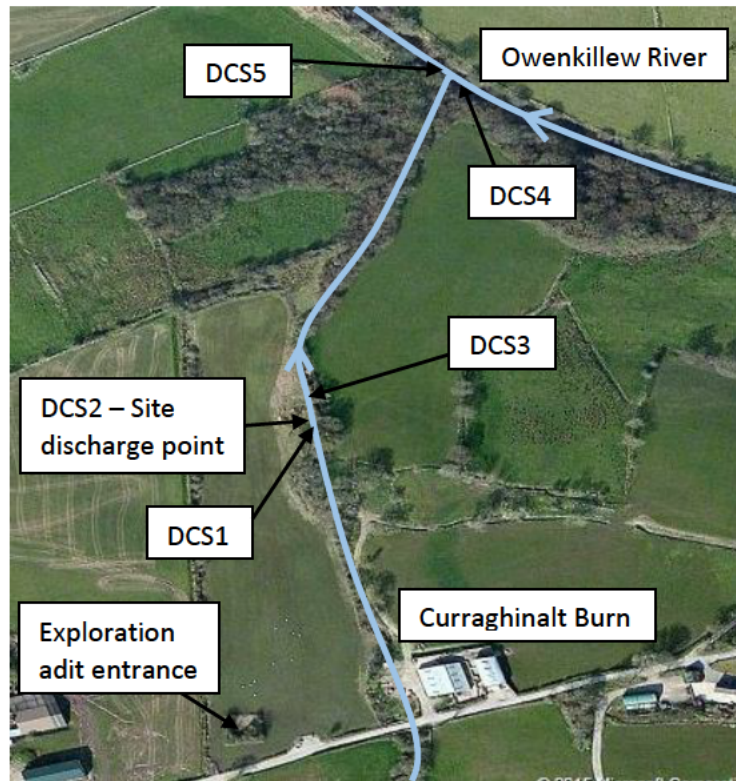 Owenkillew River
DCS5
DCS4
DCS3
DCS2 – Site
discharge point
DCS1
Curraghinalt Burn
Exploration
adit entrance